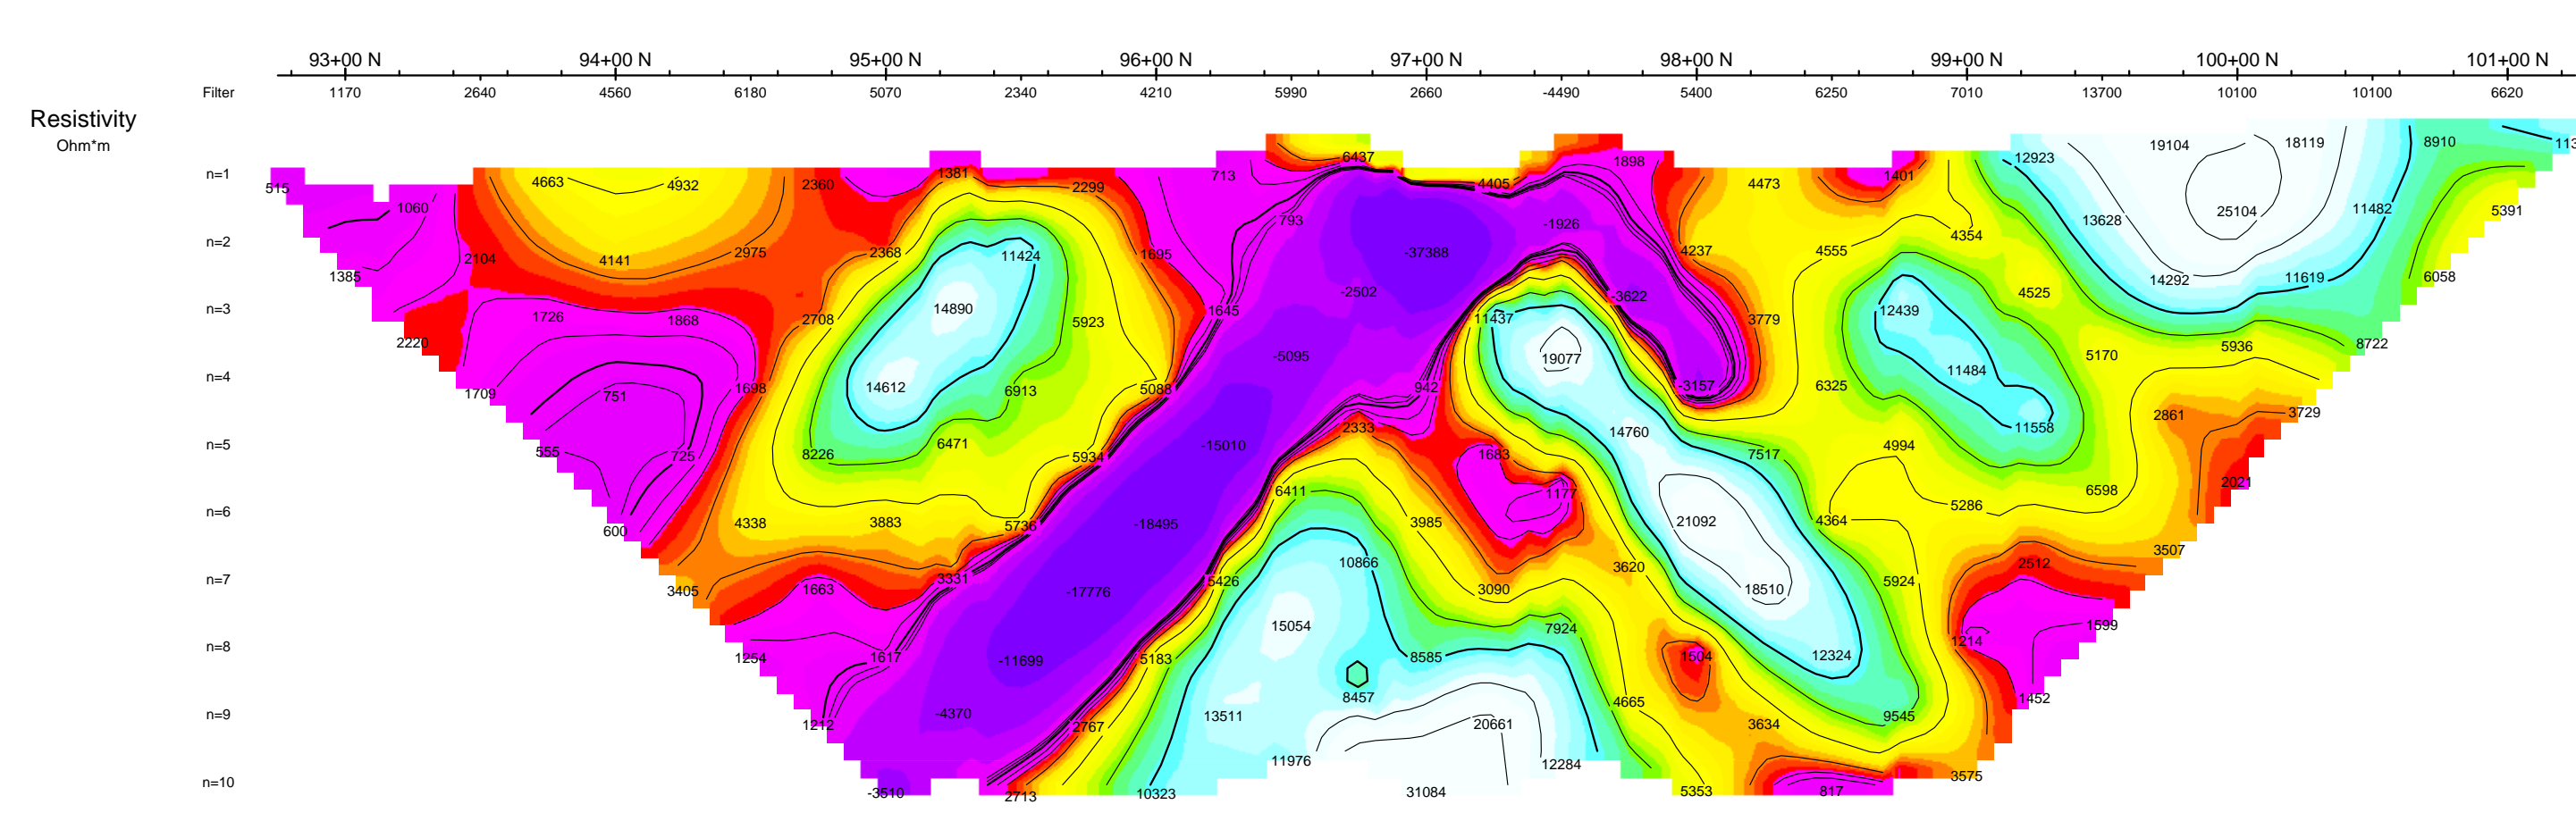 93+00 N 94+00 N 95+00 N 96+00 N 97+00 N 98+00 N 99+00 N 100+00 N 101+00 N
Filter 1170 2640 4560 6180 5070 2340 4210 5990 2660 -4490 5400 6250 7010 13700 10100 10100 6620
Resistivity
Ohm*m
19104 18119 8910 113
6437 1898 12923
n=1 713 1381 1401
515 4663 4932 2360 2299 4405 4473
1060 793 -1926 13628 25104 11482 5391
n=2 2975 2368 11424 1695 -37388 4237 4555 4354
1385 2104 4141 -2502 -3622 4525 14292 11619 6058
n=3 1726 1868 2708 14890 5923 1645 11437 3779 12439
2220 -5095 19077 5170 5936 8722
n=4 1709 751 1698 14612 6913 5088 942 -3157 6325 11484
2861 3729
n=5 555 725 8226 6471 5934 -15010 2333 1683 14760 7517 4994 11558
6411 1177 6598 2021
n=6 600 4338 3883 5736 -18495 3985 21092 4364 5286
10866 3620 2512 3507
n=7 3405 1663 3331 -17776 5426 3090 18510 5924
15054 7924 1214 1599
n=8 1254 1617 -11699 5183 8585 1504 12324
8457 4665 1452
n=9 1212 -4370 2767 13511 20661 3634 9545
11976 12284 3575
n=10 -3510 2713 10323 31084 5353 817